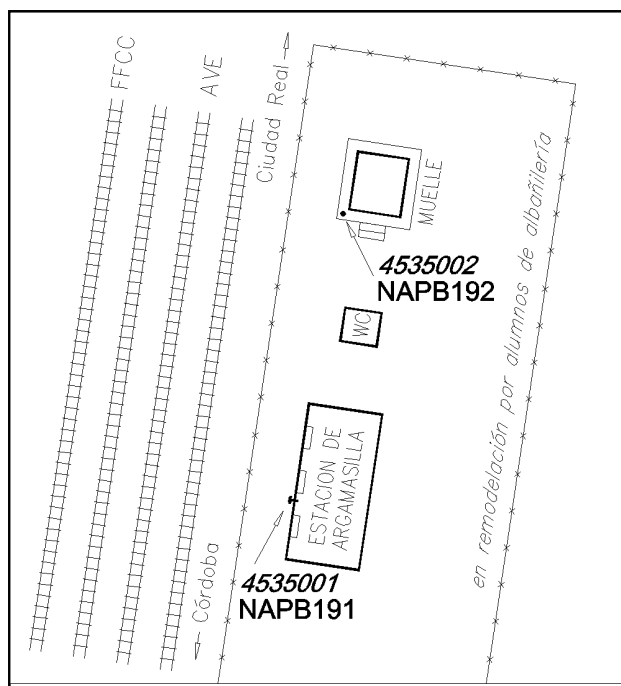 FFCC
AVE
Ciudad Real
MUELLE
en remodelación por alumnos de albañilería
4535002
NAPB192
WC
ESTACION DE
ARGAMASILLA
4535001
NAPB191
Córdoba